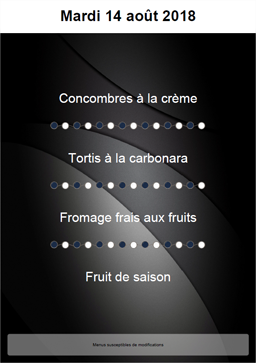 Mardi 14 août 2018
Concombres à la crème
Tortis à la carbonara
Fromage frais aux fruits
Fruit de saison
Menus susceptibles de modifications